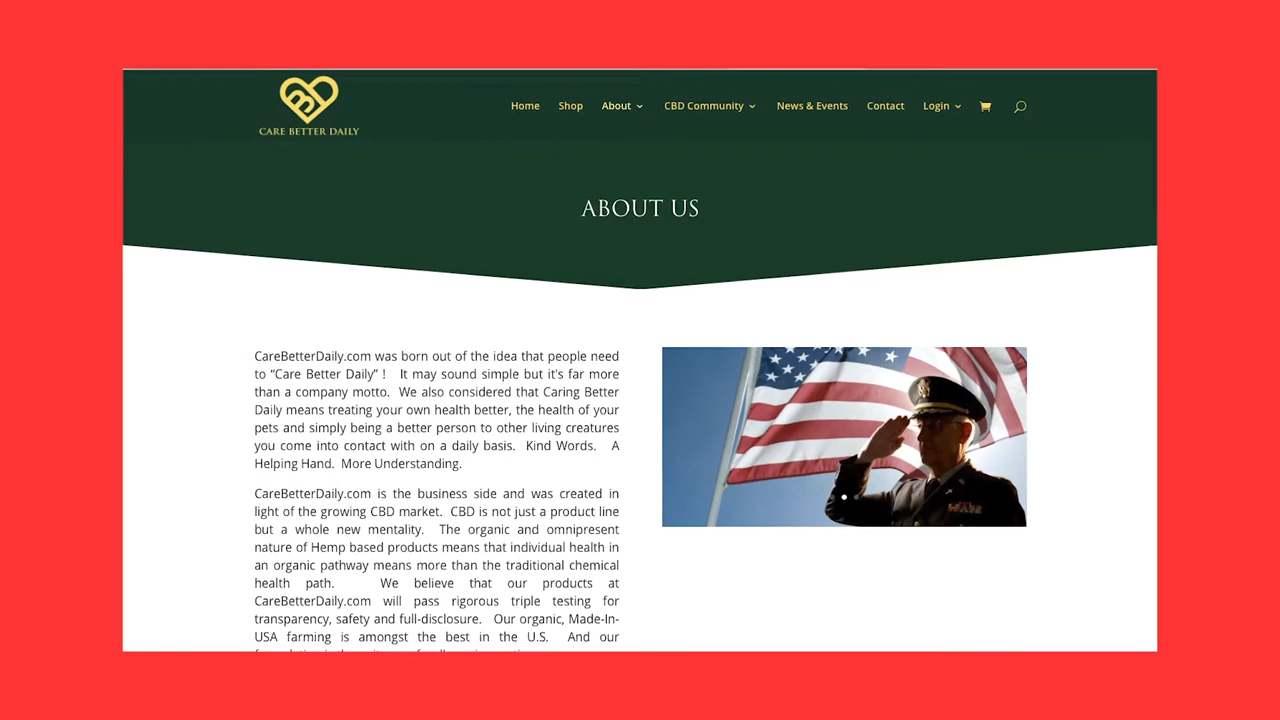 CARE BETTER DAILY
Home Shop About CBD Community News & Events Contact Login
ABOUT US
CareBetterDaily.com was born out of the idea that people need
to “Care Better Daily” ! It may sound simple but it's far more
than a company motto. We also considered that Caring Better
Daily means treating your own health better, the health of your
pets and simply being a better person to other living creatures
you come into contact with on a daily basis. Kind Words. A
Helping Hand. More Understanding.
CareBetterDaily.com is the business side and was created in
light of the growing CBD market. CBD is not just a product line
but a whole new mentality. The organic and omnipresent
nature of Hemp based products means that individual health in
an organic pathway means more than the traditional chemical
health path. We believe that our products at
CareBetterDaily.com will pass rigorous triple testing for
transparency, safety and full-disclosure. Our organic, Made-In-
USA farming is amongst the best in the U.S. And our